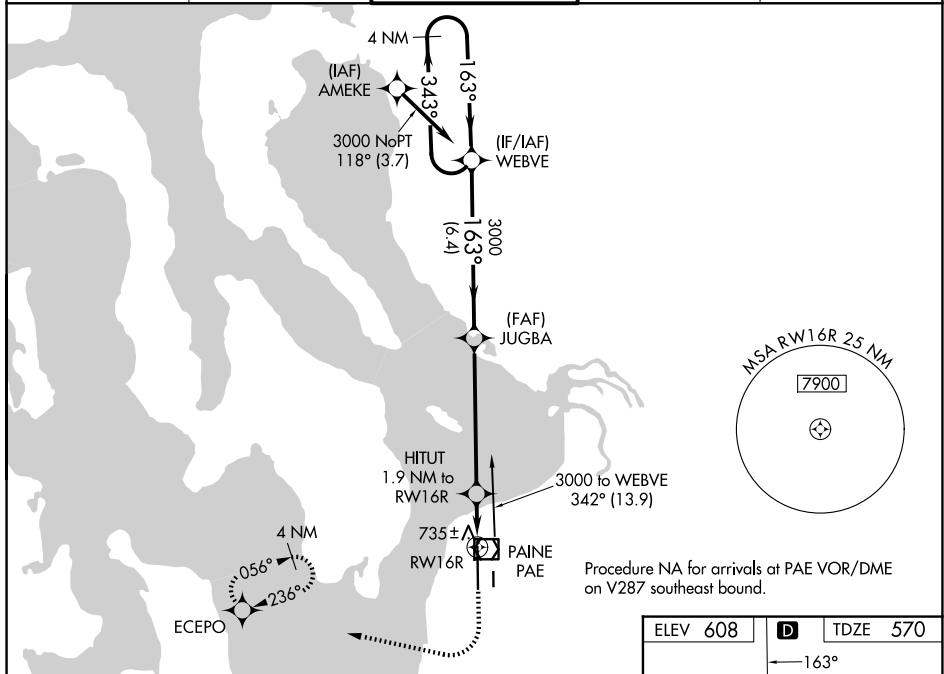 4 NM
(IAF)
AMEKE
343°
163°
3000 NoPT
118° (3.7)
(IF/IAF)
WEBVE
3000
163°
(6.4)
(FAF)
JUGBA
MSA RW16R 25 NM
7900
HITUT
1.9 NM to
RW16R
3000 to WEBVE
342° (13.9)
735±
RW16R
PAINE
PAE
4 NM
056°
236°
ECEPO
Procedure NA for arrivals at PAE VOR/DME
on V287 southeast bound.
ELEV 608
D
TDZE 570
163°